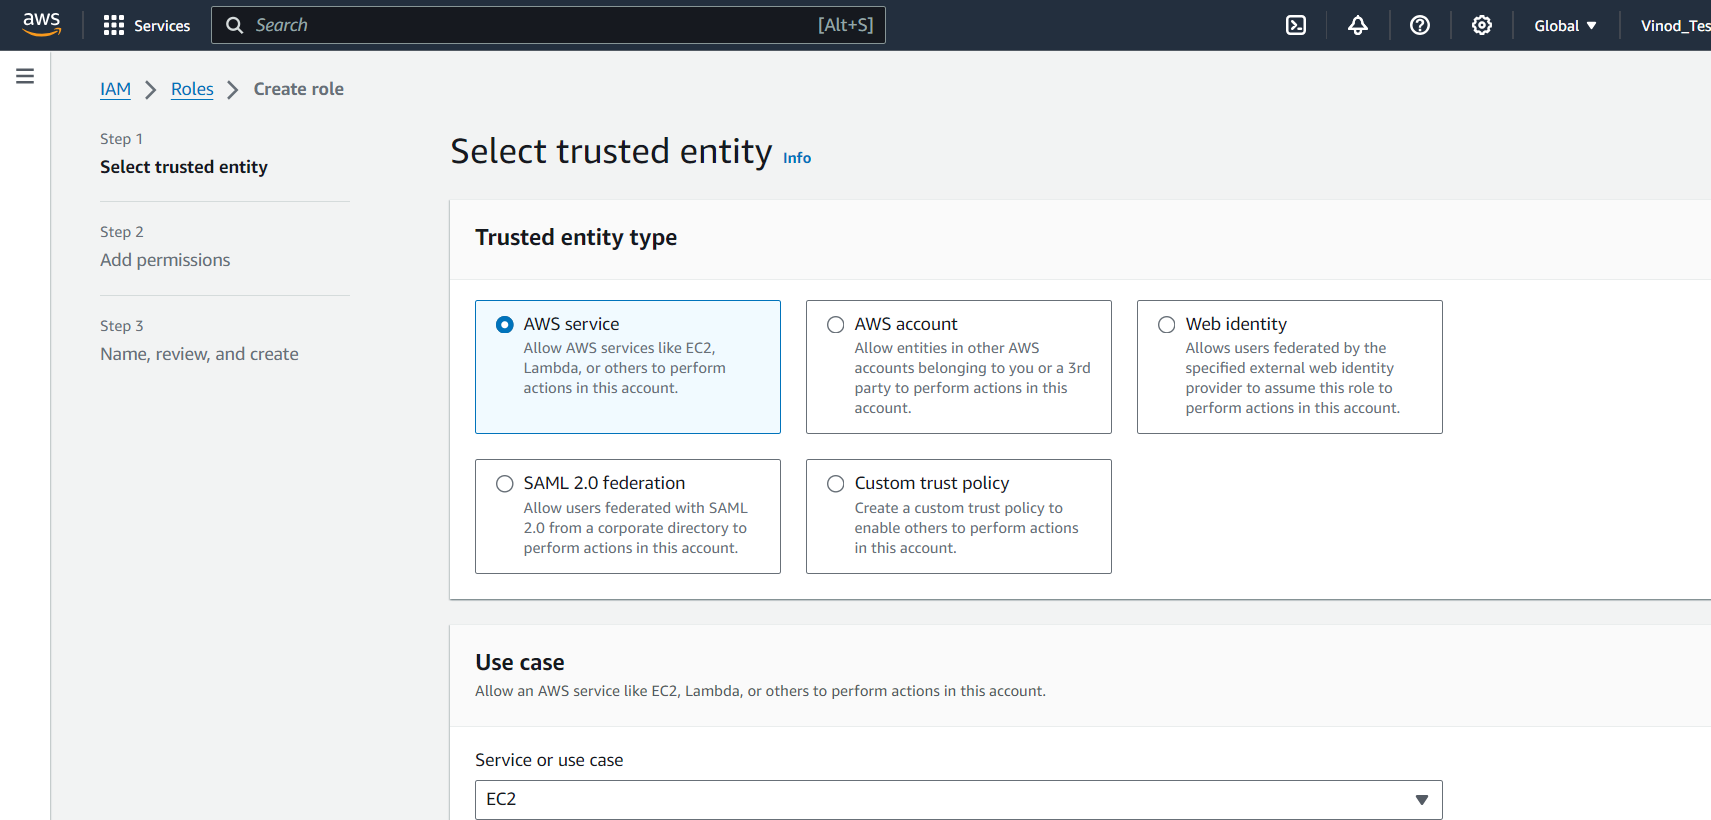 aws
Services
Search
[Alt+S]
Global
Vinod_Tes
IAM
Roles
Create role
Step 1
Select trusted entity
Step 2
Add permissions
Step 3
Name, review, and create
Select trusted entity Info
Trusted entity type
AWS service
Allow AWS services like EC2,
Lambda, or others to perform
actions in this account.
AWS account
Allow entities in other AWS
accounts belonging to you or a 3rd
party to perform actions in this
account.
Web identity
Allows users federated by the
specified external web identity
provider to assume this role to
perform actions in this account.
SAML 2.0 federation
Allow users federated with SAML
2.0 from a corporate directory to
perform actions in this account.
Custom trust policy
Create a custom trust policy to
enable others to perform actions
in this account.
Use case
Allow an AWS service like EC2, Lambda, or others to perform actions in this account.
Service or use case
EC2